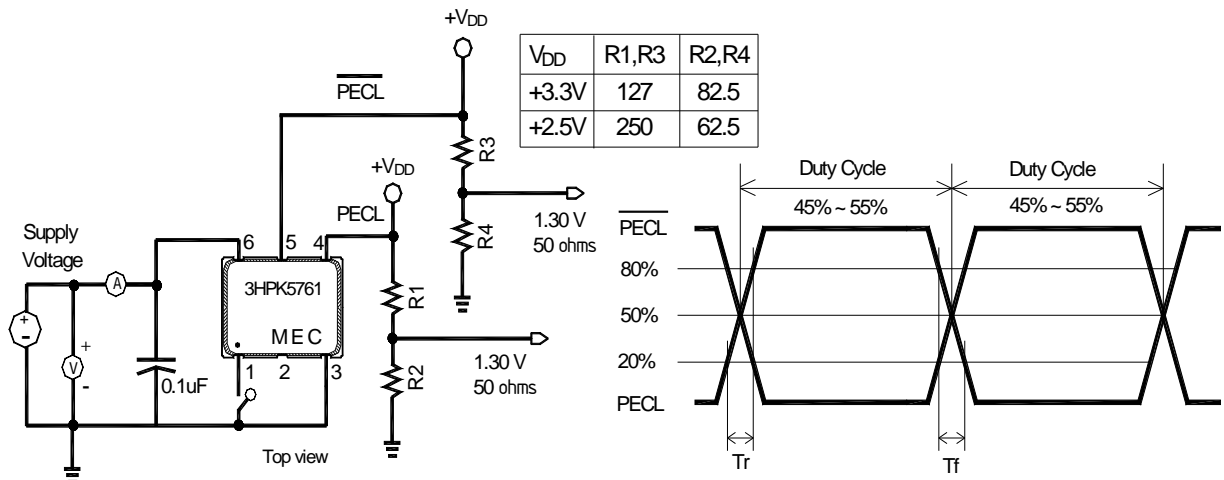 +VDD
PECL
R3
R4
1.30 V
50 ohms
+VDD
PECL
R1
R2
1.30 V
50 ohms
VDD R1,R3 R2,R4
+3.3V 127 82.5
+2.5V 250 62.5
Supply
Voltage
+
-
A
+
V
-
0.1uF
6 5 4
3HPK5761
MEC
1 2 3
Top view
Duty Cycle Duty Cycle
45% ~ 55% 45% ~ 55%
PECL
80%
50%
20%
PECL
Tr Tf